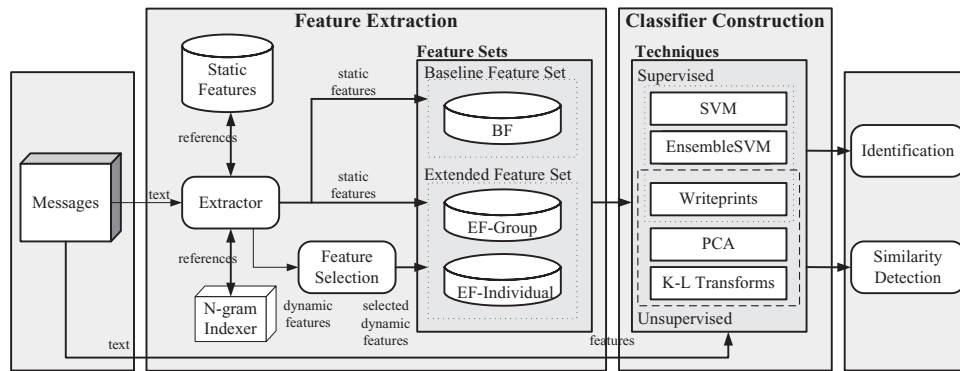 Feature Extraction
Classifier Construction
Feature Sets
Techniques
Static
Features
static
features
Baseline Feature Set
BF
Supervised
SVM
EnsembleSVM
references
Messages
text
Extractor
static
features
Extended Feature Set
EF-Group
Writeprints
Identification
references
Feature
Selection
EF-Individual
PCA
K-L Transforms
Similarity
Detection
N-gram
Indexer
dynamic
features
selected
dynamic
features
Unsupervised
text
features